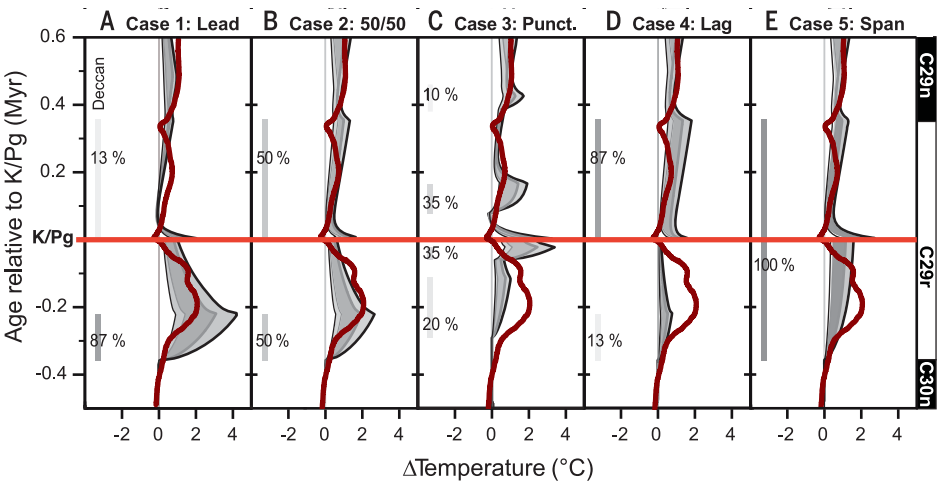 A Case 1: Lead
B Case 2: 50/50
C Case 3: Punct.
D Case 4: Lag
E Case 5: Span
Age relative to K/Pg (Myr)
0.6
0.4
0.2
K/Pg
-0.2
-0.4
Deccan
13 %
87 %
50 %
50 %
10 %
35 %
35 %
20 %
87 %
13 %
100 %
C29n
C29r
C30n
-2 0 2 4
-2 0 2 4
-2 0 2 4
-2 0 2 4
-2 0 2 4
ΔTemperature (°C)